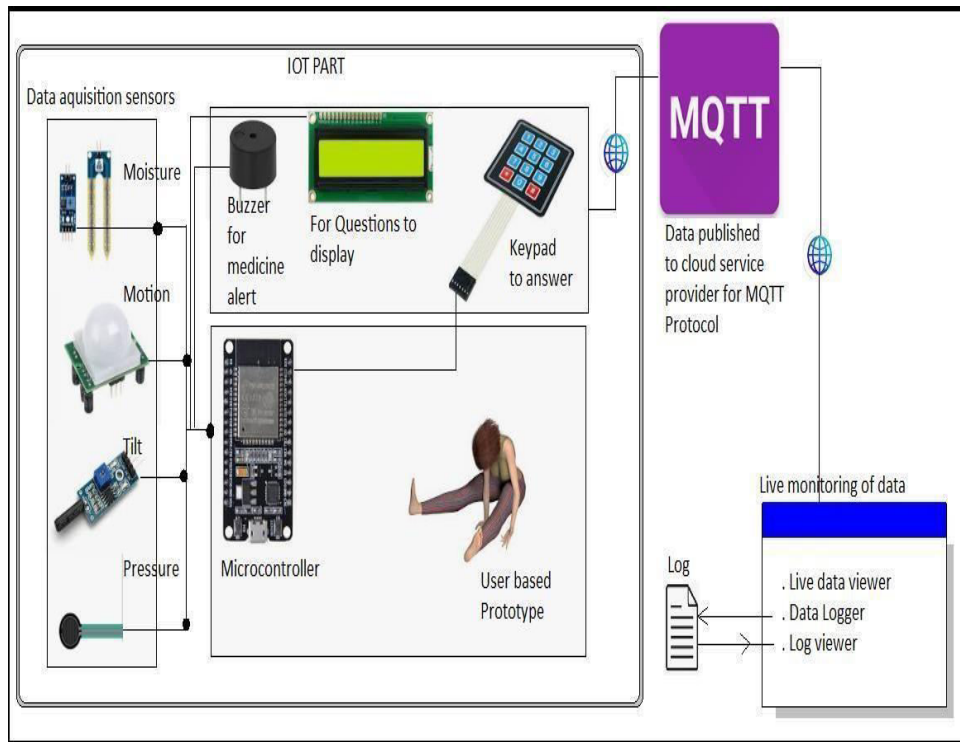 IOT PART
Data aquisition sensors
Moisture
Motion
Tilt
Pressure
Buzzer
for
medicine
alert
For Questions to
display
Keypad
to answer
Microcontroller
User based
Prototype
MQTT
Data published
to cloud service
provider for MQTT
Protocol
Live monitoring of data
. Live data viewer
. Data Logger
. Log viewer
Log